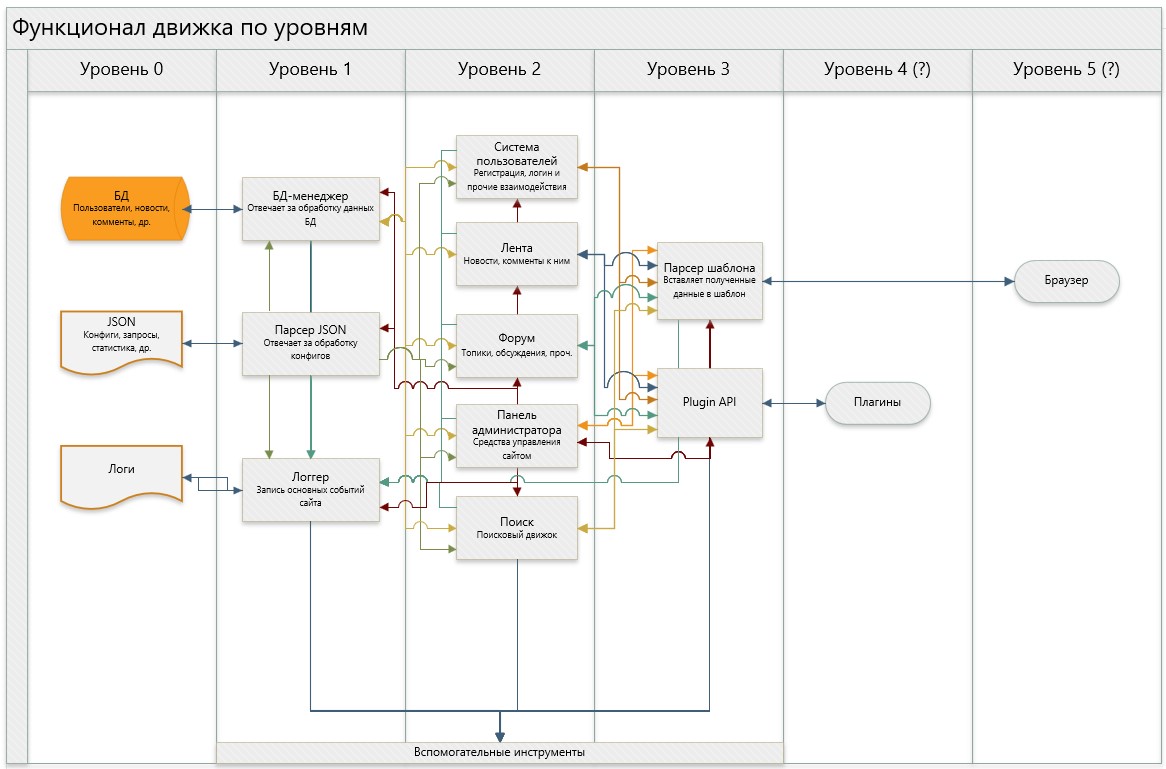 Функционал движка по уровням
Уровень 0
Уровень 1
Уровень 2
Уровень 3
Уровень 4 (?)
Уровень 5 (?)
БД
Пользователи, новости,
комменты, др.
JSON
Конфиги, запросы,
статистика, др.
Логи
БД-менеджер
Отвечает за обработку данных
БД
Парсер JSON
Отвечает за обработку
конфигов
Логгер
Запись основных событий
сайта
Система
пользователей
Регистрация, логин и
прочие взаимодействия
Лента
Новости, комменты к ним
Форум
Топики, обсуждения, проч.
Панель
администратора
Средства управления
сайтом
Поиск
Поисковый движок
Парсер шаблона
Вставляет полученные
данные в шаблон
Plugin API
Плагины
Браузер
Вспомогательные инструменты